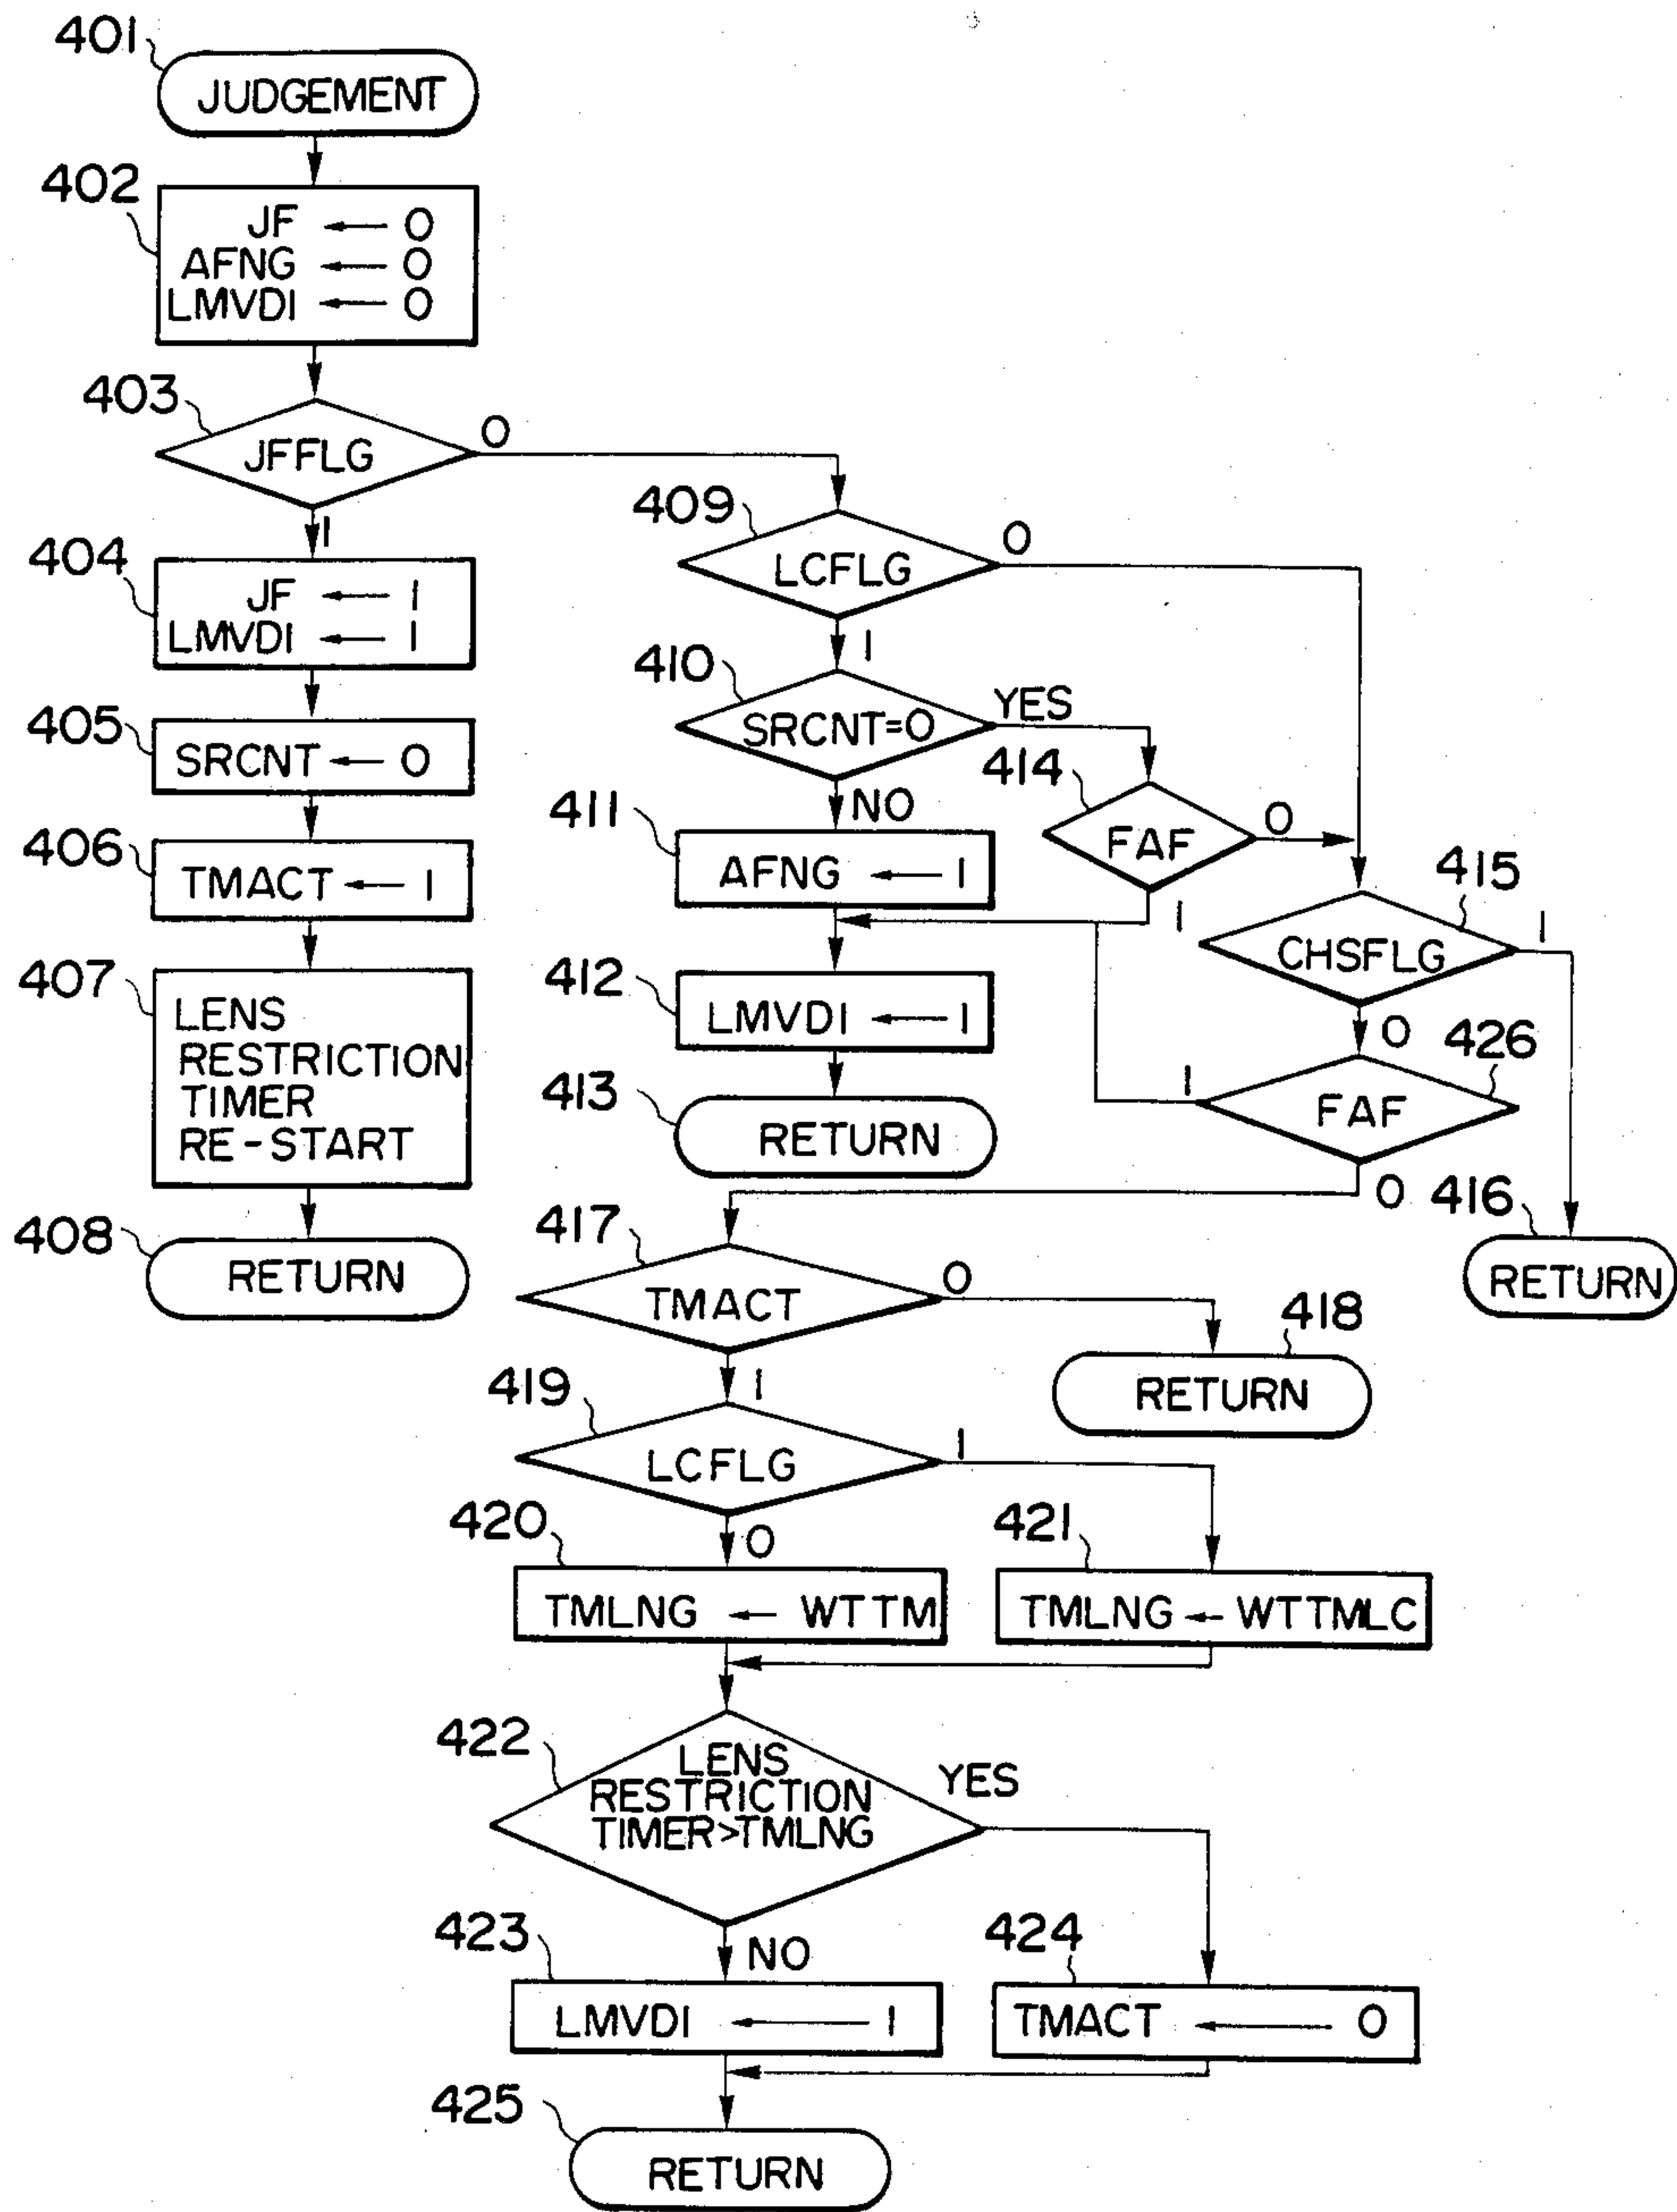 401
JUDGEMENT
402
JF ← 0
AFNG ← 0
LMVDI ← 0
403
JFFLG
0
1
404
JF ← 1
LMVDI ← 1
405
SRCNT ← 0
406
TMACT ← 1
407
LENS
RESTRICTION
TIMER
RE-START
408
RETURN
409
LCFLG
0
1
410
SRCNT=0
YES
NO
411
AFNG ← 1
414
FAF
0
1
412
LMVDI ← 1
413
RETURN
415
CHSFLG
1
0
426
FAF
1
0
416
RETURN
417
TMACT
0
1
418
RETURN
419
LCFLG
1
0
420
TMLNG ← WTTM
421
TMLNG ← WTTMLC
422
LENS
RESTRICTION
TIMER>TMLNG
YES
NO
423
LMVDI ← 1
424
TMACT ← 0
425
RETURN